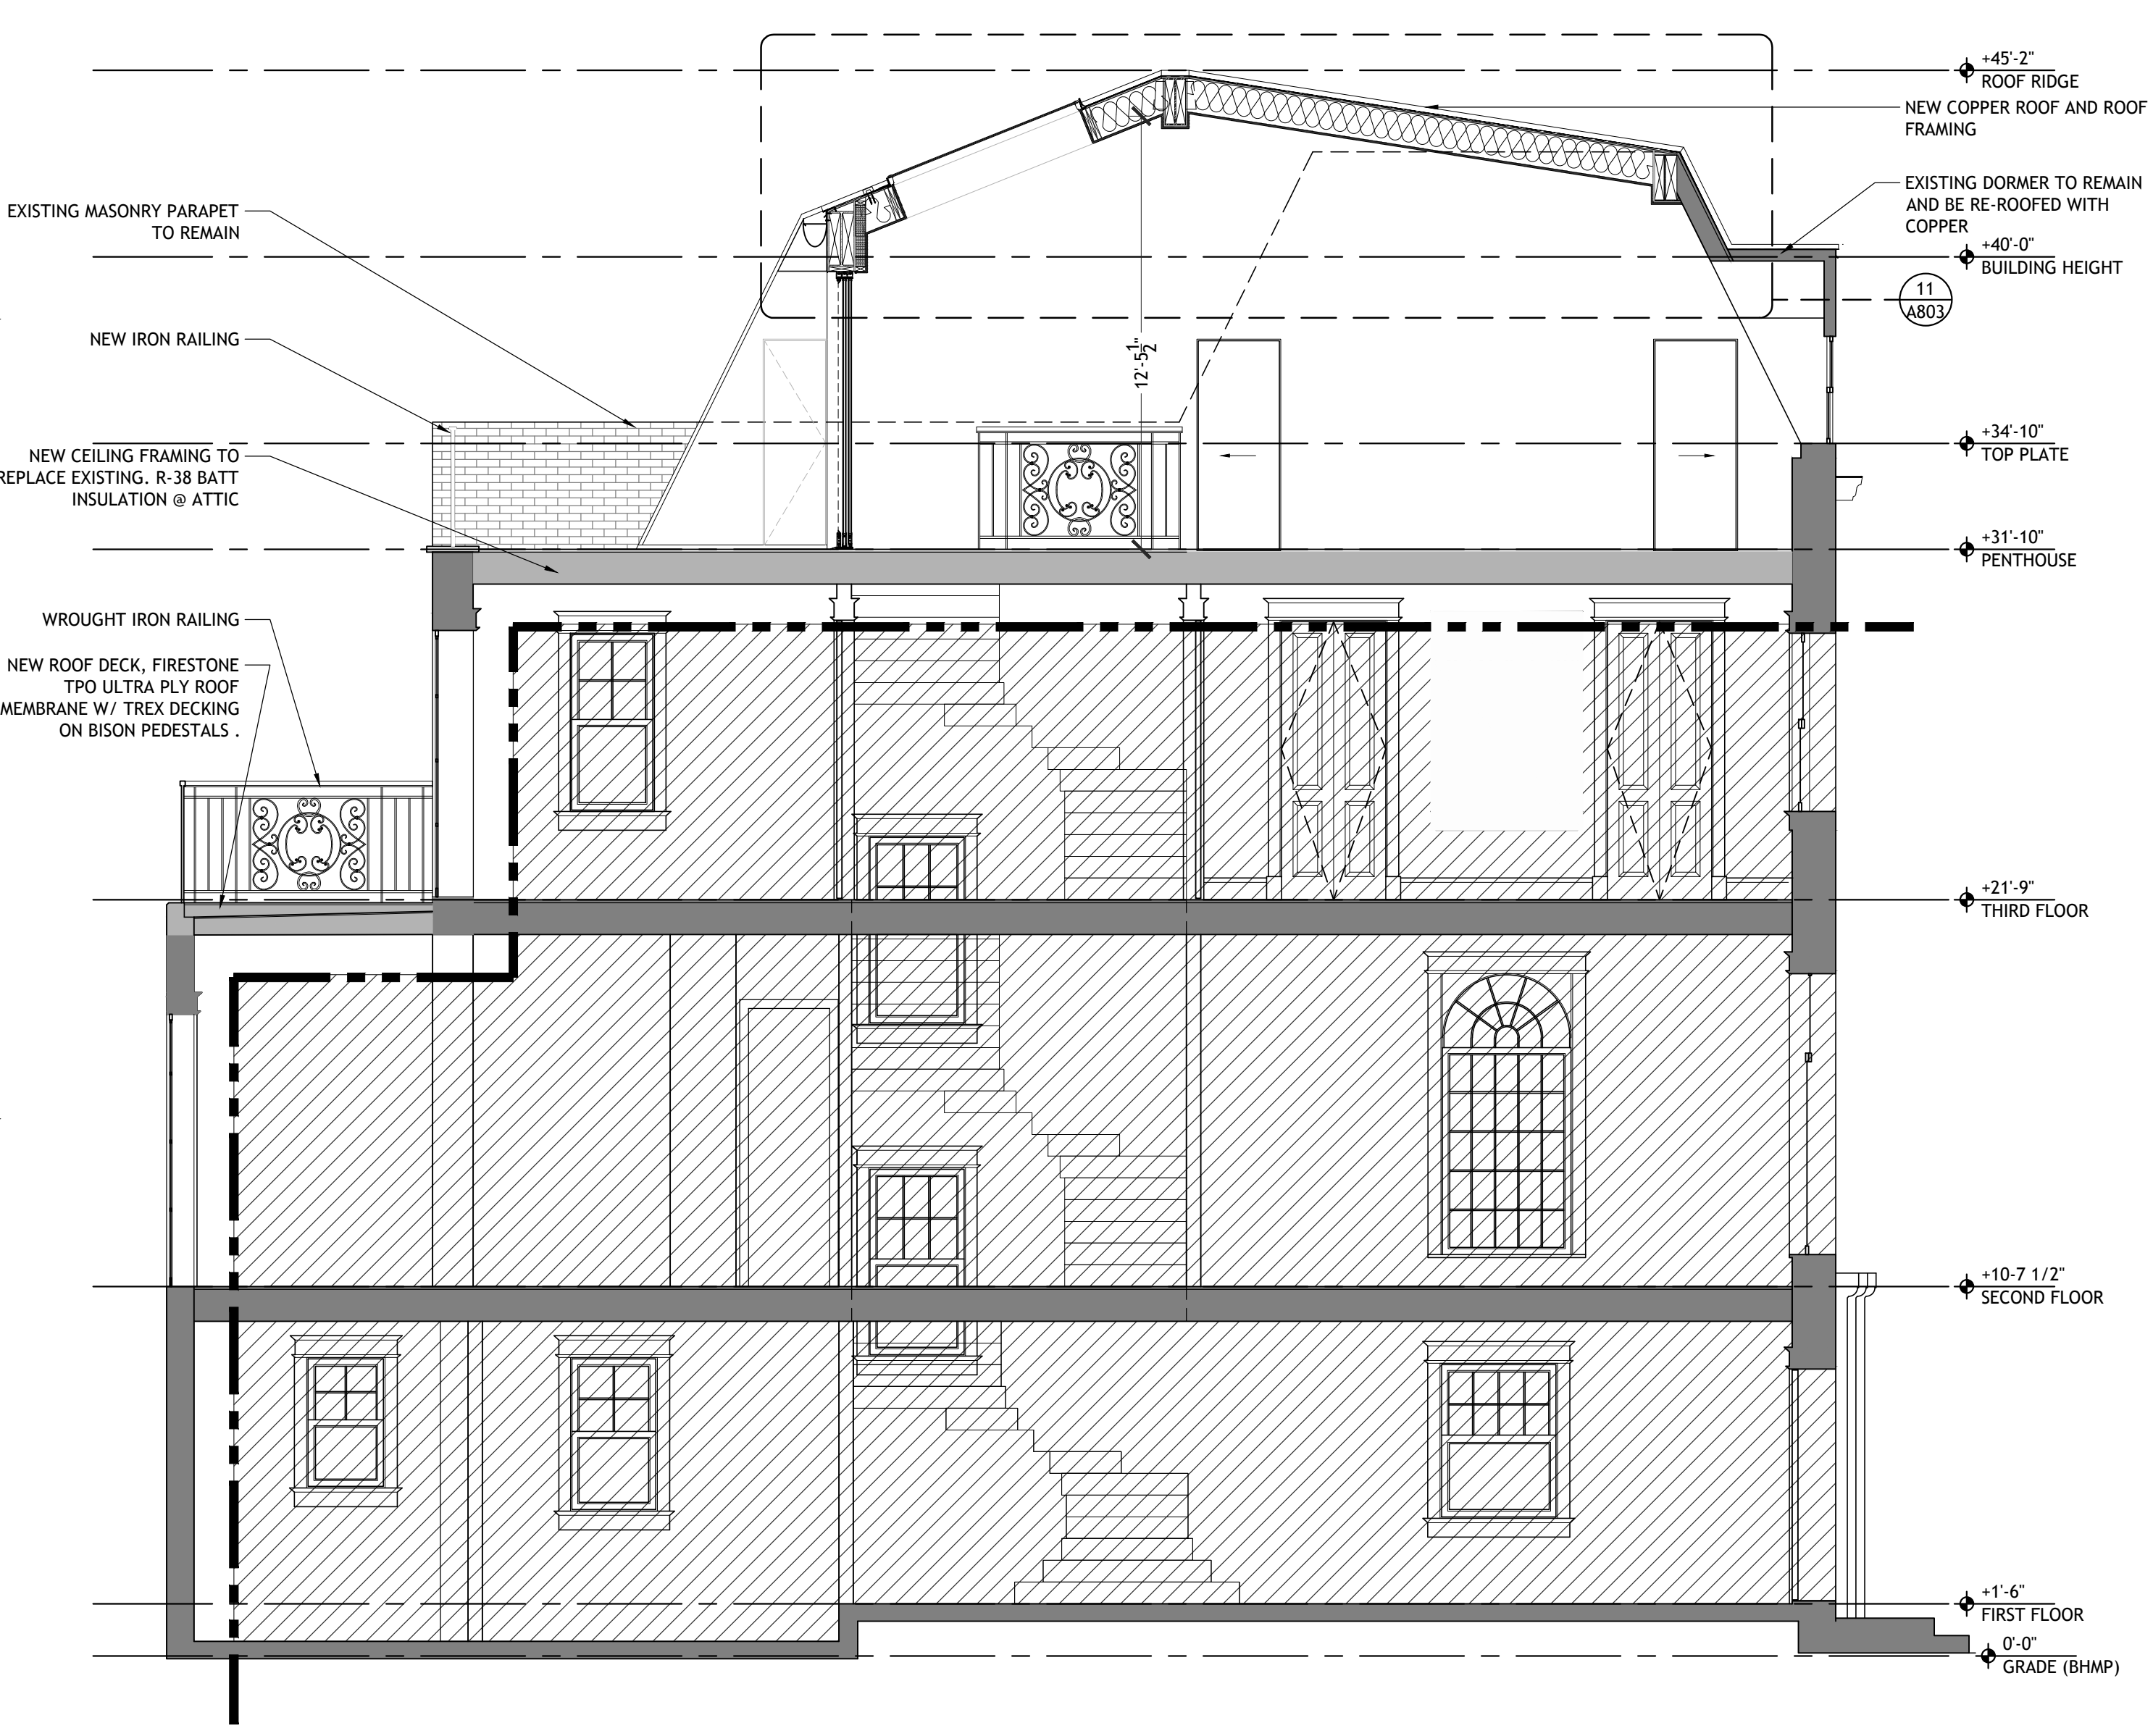 +45'-2"
ROOF RIDGE
NEW COPPER ROOF AND ROOF
FRAMING
EXISTING DORMER TO REMAIN
AND BE RE-ROOFED WITH
COPPER
+40'-0"
BUILDING HEIGHT
11
A803
EXISTING MASONRY PARAPET
TO REMAIN
NEW IRON RAILING
12'-5 1/2"
+34'-10"
TOP PLATE
NEW CEILING FRAMING TO
REPLACE EXISTING. R-38 BATT
INSULATION @ ATTIC
+31'-10"
PENTHOUSE
WROUGHT IRON RAILING
NEW ROOF DECK, FIRESTONE
TPO ULTRA PLY ROOF
MEMBRANE W/ TREX DECKING
ON BISON PEDESTALS .
+21'-9"
THIRD FLOOR
+10-7 1/2"
SECOND FLOOR
+1'-6"
FIRST FLOOR
0'-0"
GRADE (BHMP)